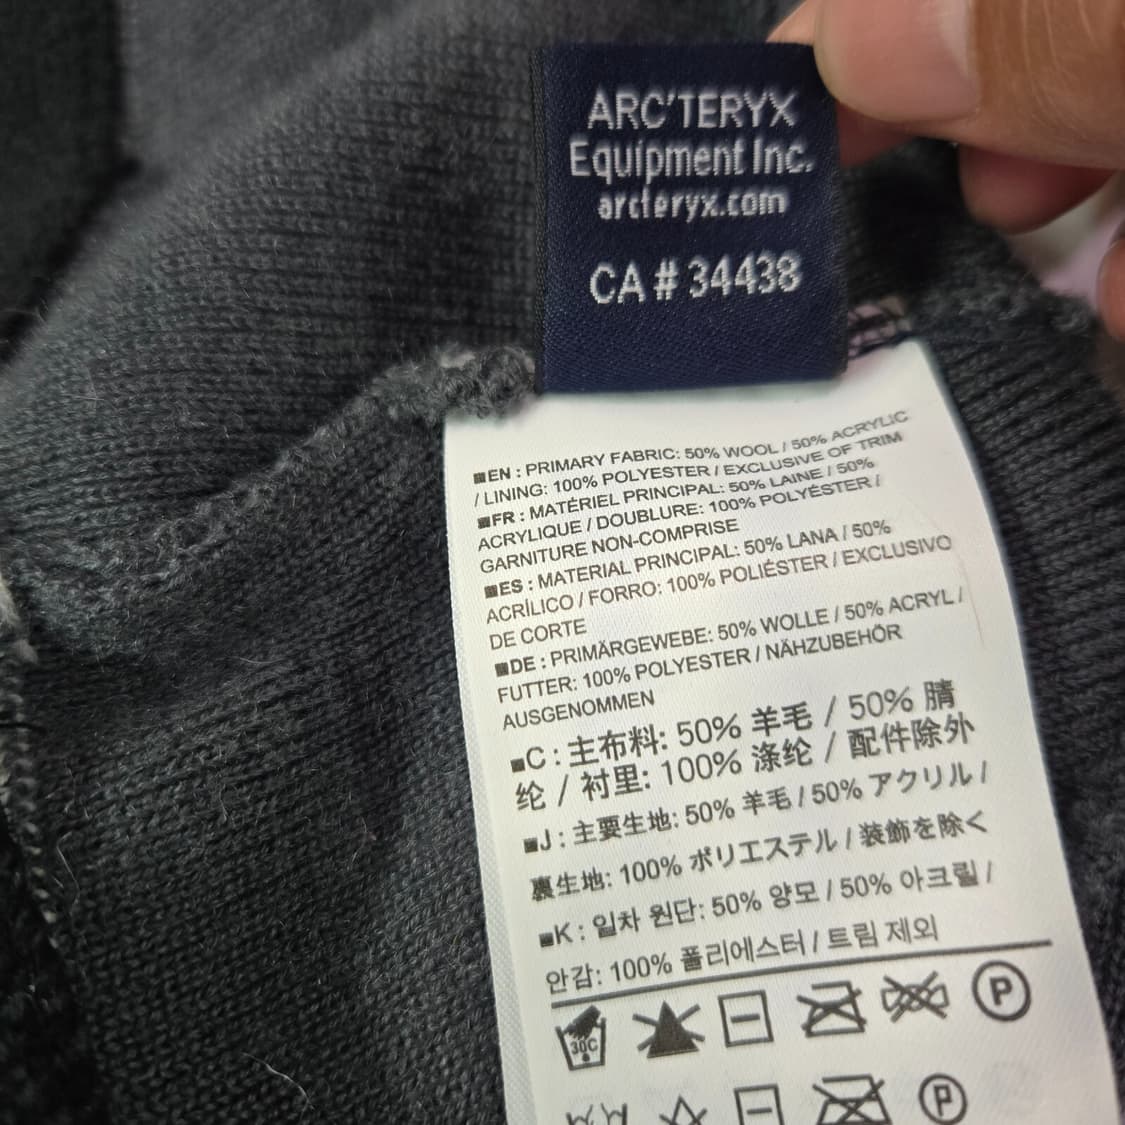 ARC'TERYX
Equipment Inc.
arcteryx.com
CA# 34438
■EN : PRIMARY FABRIC: 50% WOOL / 50% ACRYLIC
/ LINING: 100% POLYESTER / EXCLUSIVE OF TRIM
■FR : MATÉRIEL PRINCIPAL: 50% LAINE / 50%
ACRYLIQUE / DOUBLURE: 100% POLYÉSTER /
GARNITURE NON-COMPRISE
■ES : MATERIAL PRINCIPAL: 50% LANA / 50%
ACRÍLICO / FORRO: 100% POLIÉSTER / EXCLUSIVO
DE CORTE
■DE : PRIMÄRGEWEBE: 50% WOLLE / 50% ACRYL /
FUTTER: 100% POLYESTER / NÄHZUBEHÖR
AUSGENOMMEN
■C : 主布料: 50% 羊毛 / 50% 腈
纶 / 衬里: 100% 涤纶 / 配件除外
■J : 主要生地: 50% 羊毛 / 50% アクリル /
裏生地: 100% ポリエステル / 装飾を除く
■K : 일차 원단: 50% 양모 / 50% 아크릴 /
안감: 100% 폴리에스터 / 트림 제외
30C P
P